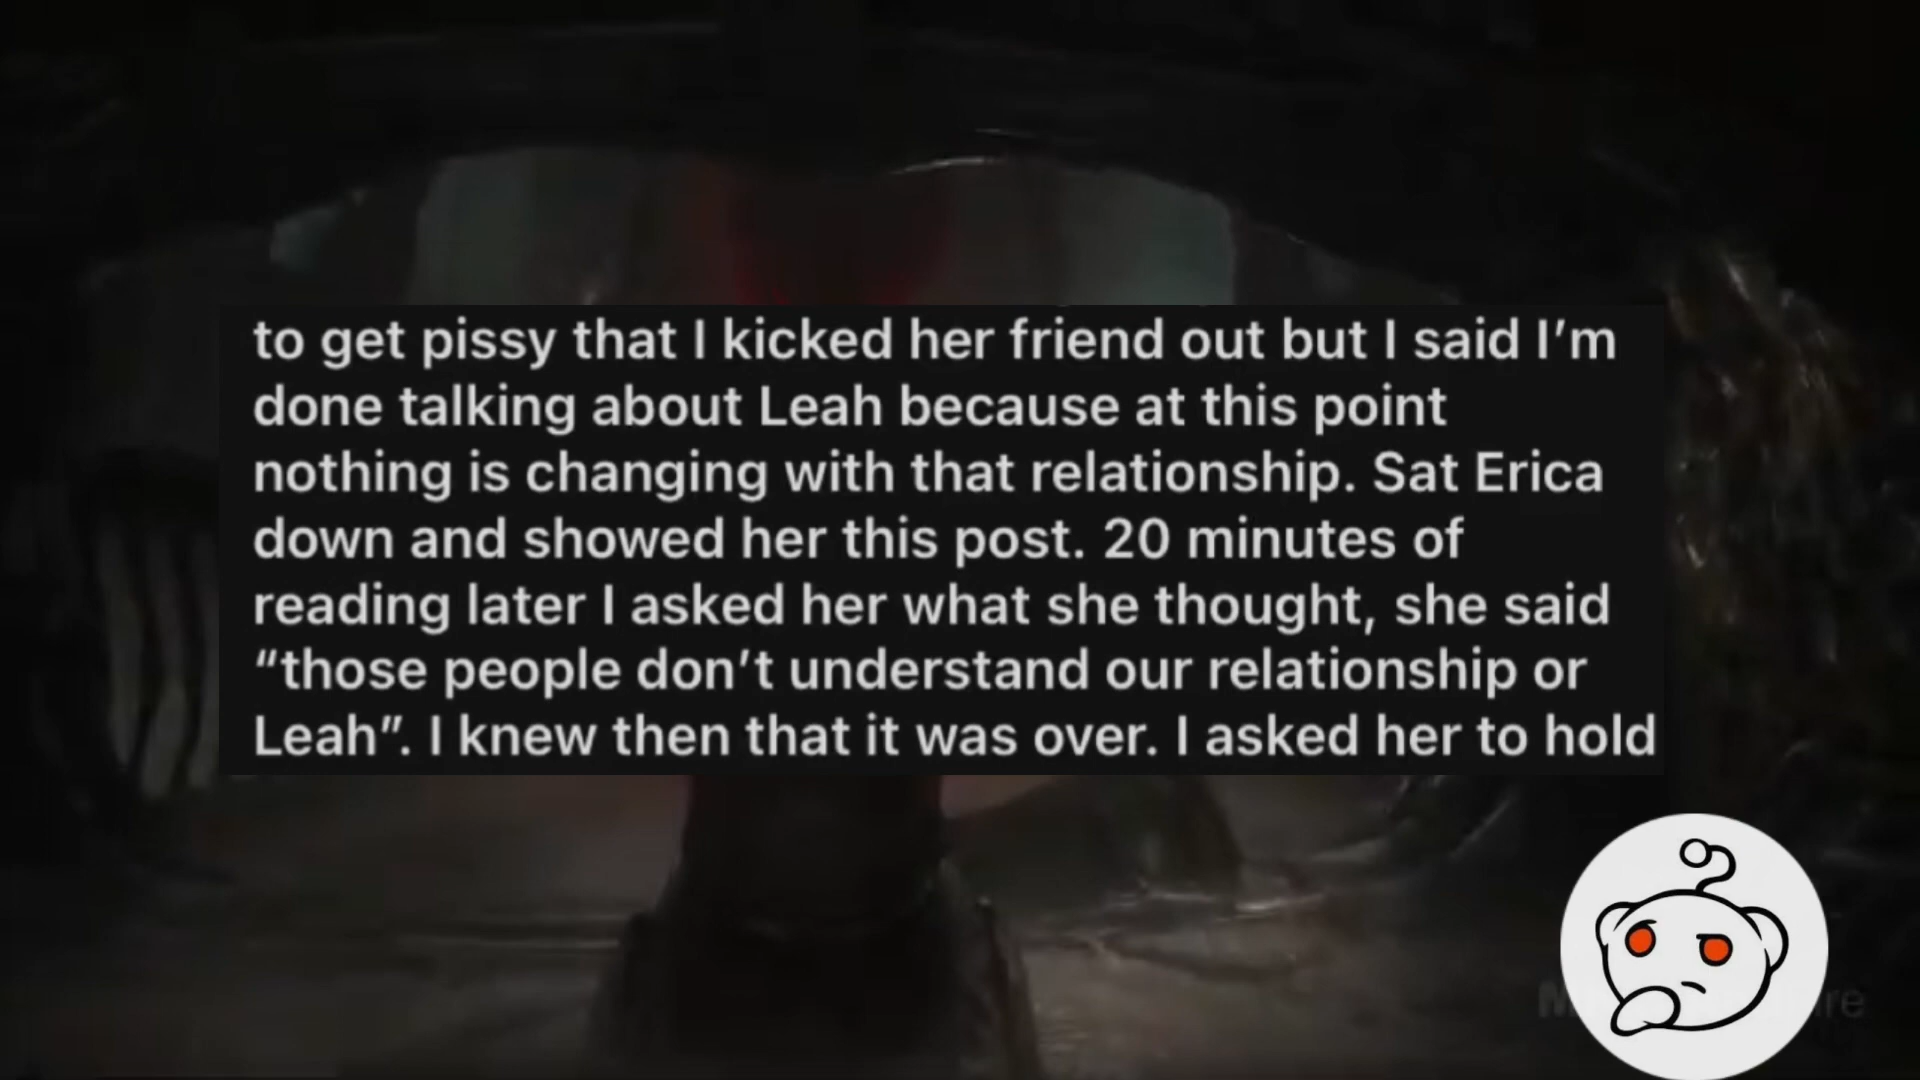 to get pissy that I kicked her friend out but I said I’m
done talking about Leah because at this point
nothing is changing with that relationship. Sat Erica
down and showed her this post. 20 minutes of
reading later I asked her what she thought, she said
“those people don’t understand our relationship or
Leah”. I knew then that it was over. I asked her to hold